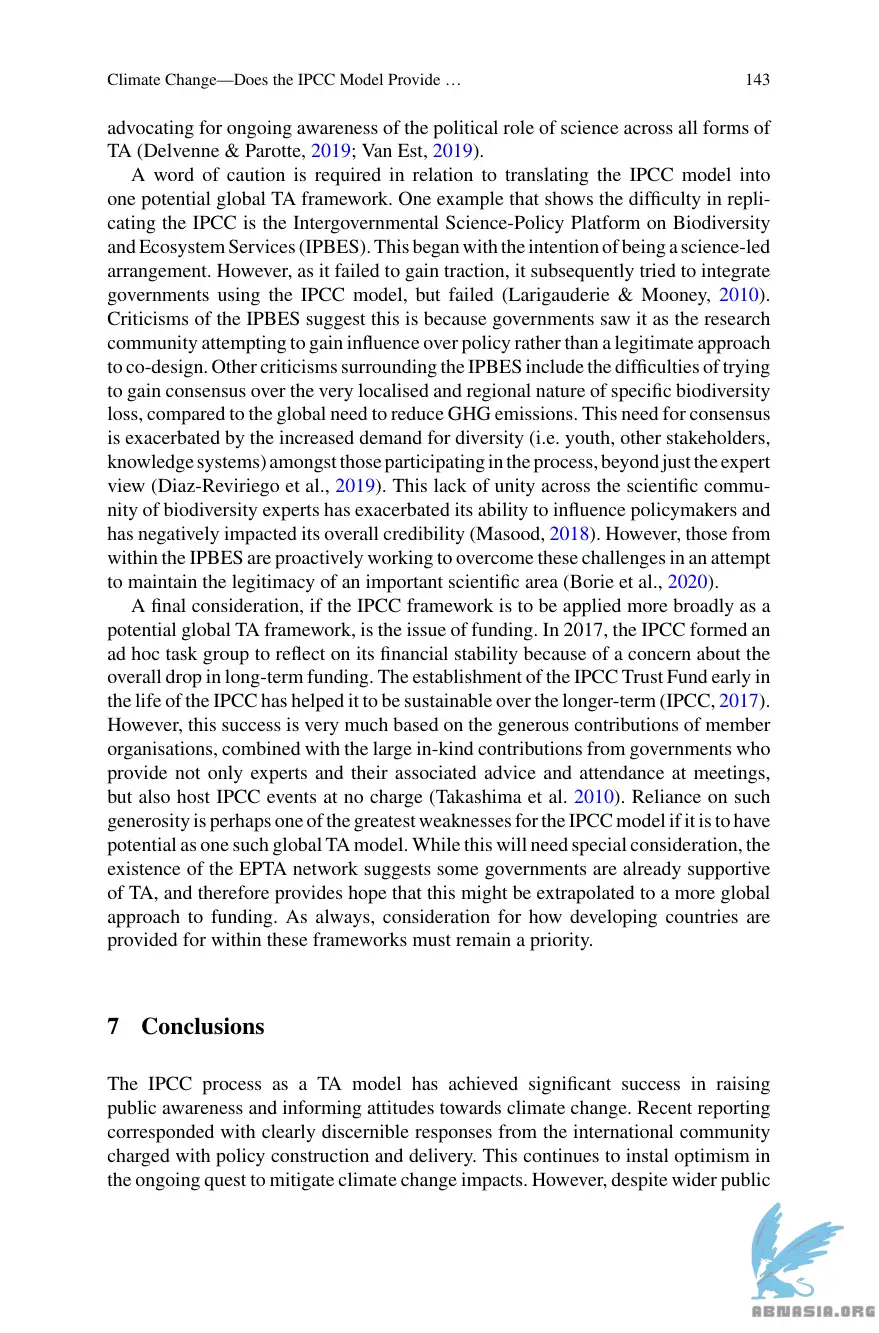 Climate Change—Does the IPCC Model Provide … 143
advocating for ongoing awareness of the political role of science across all forms of
TA (Delvenne & Parotte, 2019; Van Est, 2019).
A word of caution is required in relation to translating the IPCC model into
one potential global TA framework. One example that shows the difficulty in repli-
cating the IPCC is the Intergovernmental Science-Policy Platform on Biodiversity
and Ecosystem Services (IPBES). This began with the intention of being a science-led
arrangement. However, as it failed to gain traction, it subsequently tried to integrate
governments using the IPCC model, but failed (Larigauderie & Mooney, 2010).
Criticisms of the IPBES suggest this is because governments saw it as the research
community attempting to gain influence over policy rather than a legitimate approach
to co-design. Other criticisms surrounding the IPBES include the difficulties of trying
to gain consensus over the very localised and regional nature of specific biodiversity
loss, compared to the global need to reduce GHG emissions. This need for consensus
is exacerbated by the increased demand for diversity (i.e. youth, other stakeholders,
knowledge systems) amongst those participating in the process, beyond just the expert
view (Diaz-Reviriego et al., 2019). This lack of unity across the scientific commu-
nity of biodiversity experts has exacerbated its ability to influence policymakers and
has negatively impacted its overall credibility (Masood, 2018). However, those from
within the IPBES are proactively working to overcome these challenges in an attempt
to maintain the legitimacy of an important scientific area (Borie et al., 2020).
A final consideration, if the IPCC framework is to be applied more broadly as a
potential global TA framework, is the issue of funding. In 2017, the IPCC formed an
ad hoc task group to reflect on its financial stability because of a concern about the
overall drop in long-term funding. The establishment of the IPCC Trust Fund early in
the life of the IPCC has helped it to be sustainable over the longer-term (IPCC, 2017).
However, this success is very much based on the generous contributions of member
organisations, combined with the large in-kind contributions from governments who
provide not only experts and their associated advice and attendance at meetings,
but also host IPCC events at no charge (Takashima et al. 2010). Reliance on such
generosity is perhaps one of the greatest weaknesses for the IPCC model if it is to have
potential as one such global TA model. While this will need special consideration, the
existence of the EPTA network suggests some governments are already supportive
of TA, and therefore provides hope that this might be extrapolated to a more global
approach to funding. As always, consideration for how developing countries are
provided for within these frameworks must remain a priority.
7 Conclusions
The IPCC process as a TA model has achieved significant success in raising
public awareness and informing attitudes towards climate change. Recent reporting
corresponded with clearly discernible responses from the international community
charged with policy construction and delivery. This continues to instal optimism in
the ongoing quest to mitigate climate change impacts. However, despite wider public
ABNASIA.ORG